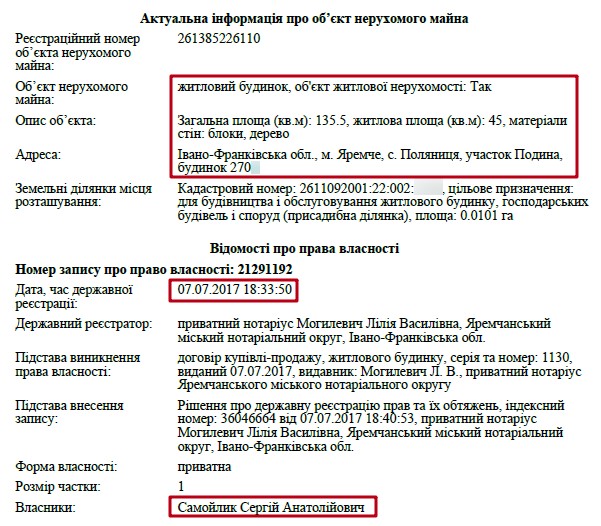 Актуальна інформація про об’єкт нерухомого майна
Реєстраційний номер 261385226110
об’єкта нерухомого
майна:
Об’єкт нерухомого житловий будинок, об'єкт житлової нерухомості: Так
майна:
Опис об’єкта: Загальна площа (кв.м): 135.5, житлова площа (кв.м): 45, матеріали
стін: блоки, дерево
Адреса: Івано-Франківська обл., м. Яремче, с. Поляниця, участок Подина,
будинок 270
Земельні ділянки місця Кадастровий номер: 2611092001:22:002: , цільове призначення:
розташування: для будівництва і обслуговування житлового будинку, господарських
будівель і споруд (присадибна ділянка), площа: 0.0101 га
Відомості про права власності
Номер запису про право власності: 21291192
Дата, час державної 07.07.2017 18:33:50
реєстрації:
Державний реєстратор: приватний нотаріус Могилевич Лілія Василівна, Яремчанський
міський нотаріальний округ, Івано-Франківська обл.
Підстава виникнення договір купівлі-продажу, житлового будинку, серія та номер: 1130,
права власності: виданий 07.07.2017, видавник: Могилевич Л. В., приватний нотаріус
Яремчанського міського нотаріального округу
Підстава внесення Рішення про державну реєстрацію прав та їх обтяжень, індексний
запису: номер: 36046664 від 07.07.2017 18:40:53, приватний нотаріус
Могилевич Лілія Василівна, Яремчанський міський нотаріальний
округ, Івано-Франківська обл.
Форма власності: приватна
Розмір частки: 1
Власники: Самойлик Сергій Анатолійович